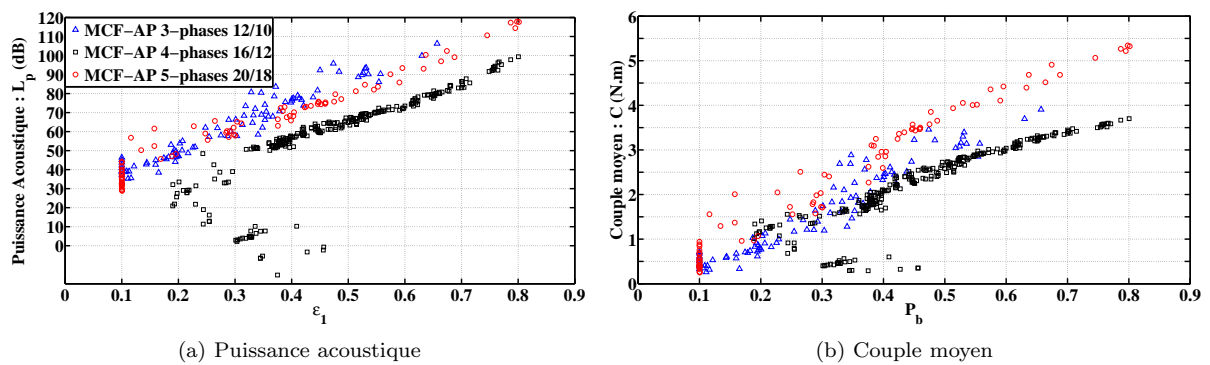 Puissance Acoustique : L_p (dB)
120
110
100
90
80
70
60
50
40
30
20
10
0
MCF−AP 3−phases 12/10
MCF−AP 4−phases 16/12
MCF−AP 5−phases 20/18
0 0.1 0.2 0.3 0.4 0.5 0.6 0.7 0.8 0.9
ε_1
(a) Puissance acoustique
Couple moyen : C (N.m)
6
5
4
3
2
1
0
0 0.1 0.2 0.3 0.4 0.5 0.6 0.7 0.8 0.9
P_b
(b) Couple moyen